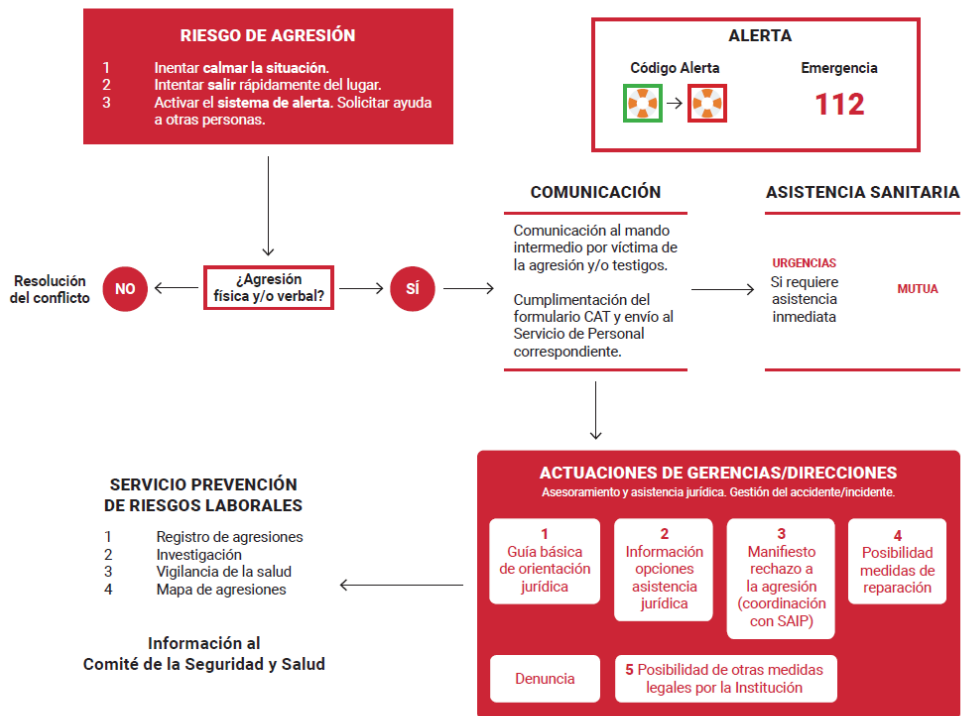 RIESGO DE AGRESIÓN
1 Inentar calmar la situación.
2 Intentar salir rápidamente del lugar.
3 Activar el sistema de alerta. Solicitar ayuda
a otras personas.
ALERTA
Código Alerta
Emergencia
112
Resolución
del conflicto
NO
¿Agresión
física y/o verbal?
SÍ
COMUNICACIÓN
Comunicación al mando
intermedio por víctima de
la agresión y/o testigos.
Cumplimentación del
formulario CAT y envío al
Servicio de Personal
correspondiente.
ASISTENCIA SANITARIA
URGENCIAS
Si requiere
asistencia
inmediata
MUTUA
ACTUACIONES DE GERENCIAS/DIRECCIONES
Asesoramiento y asistencia jurídica. Gestión del accidente/incidente.
1
Guía básica
de orientación
jurídica
2
Información
opciones
asistencia
jurídica
3
Manifiesto
rechazo a
la agresión
(coordinación
con SAIP)
4
Posibilidad
medidas de
reparación
Denuncia
5 Posibilidad de otras medidas
legales por la Institución
SERVICIO PREVENCIÓN
DE RIESGOS LABORALES
1 Registro de agresiones
2 Investigación
3 Vigilancia de la salud
4 Mapa de agresiones
Información al
Comité de la Seguridad y Salud